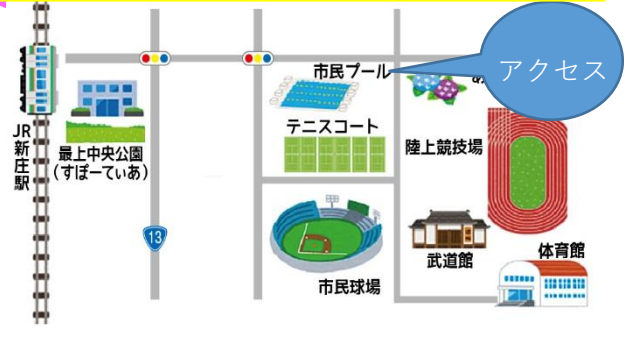 アクセス
市民プール
あ
テニスコート
陸上競技場
JR
新
庄
駅
最上中央公園
(すぽーてぃあ)
13
武道館
体育館
市民球場